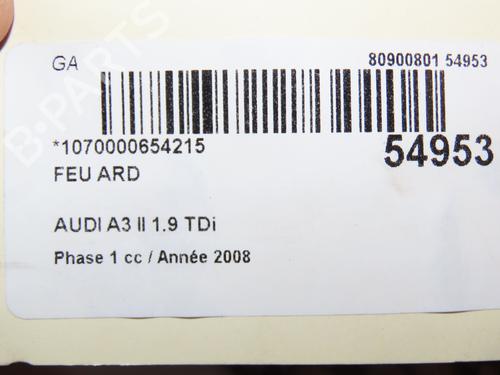 GA 80900801 54953
*1070000654215 54953
FEU ARD
AUDI A3 II 1.9 TDi
Phase 1 cc / Année 2008
B-PARTS